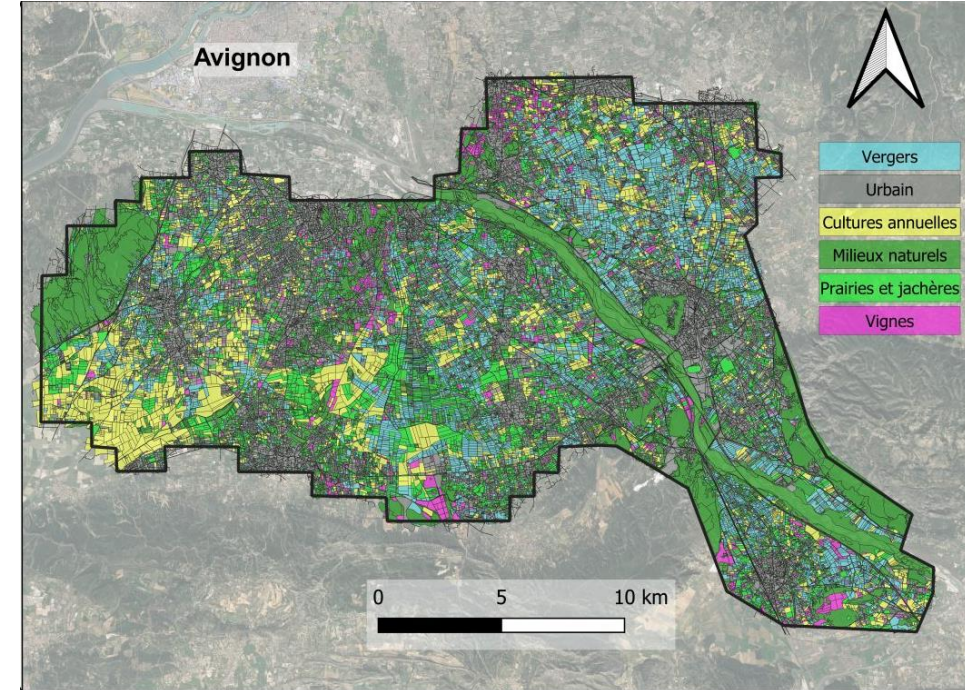 Avignon
Vergers
Urbain
Cultures annuelles
Milieux naturels
Prairies et jachères
Vignes
0 5 10 km